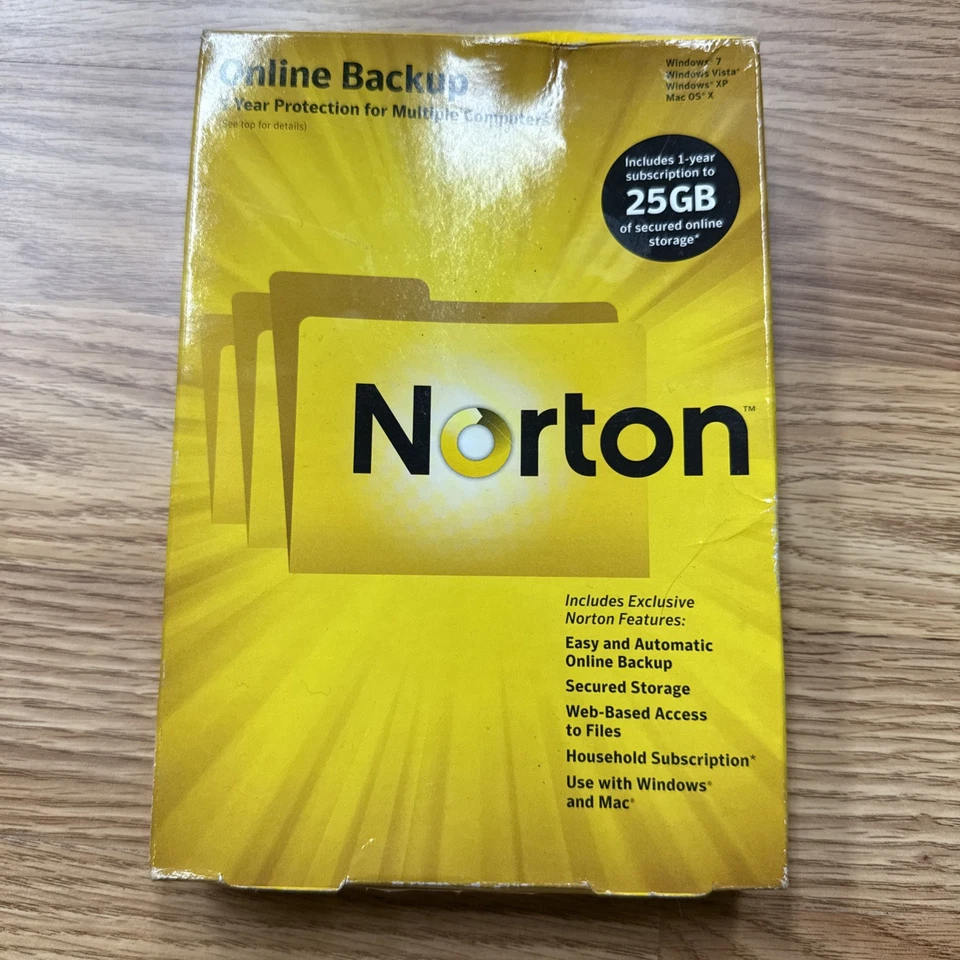 Online Backup
1 Year Protection for Multiple Computers
(See top for details)
Windows® 7
Windows Vista®
Windows® XP
Mac OS® X
Includes 1-year
subscription to
25GB
of secured online
storage*
Norton™
Includes Exclusive
Norton Features:
Easy and Automatic
Online Backup
Secured Storage
Web-Based Access
to Files
Household Subscription*
Use with Windows®
and Mac®